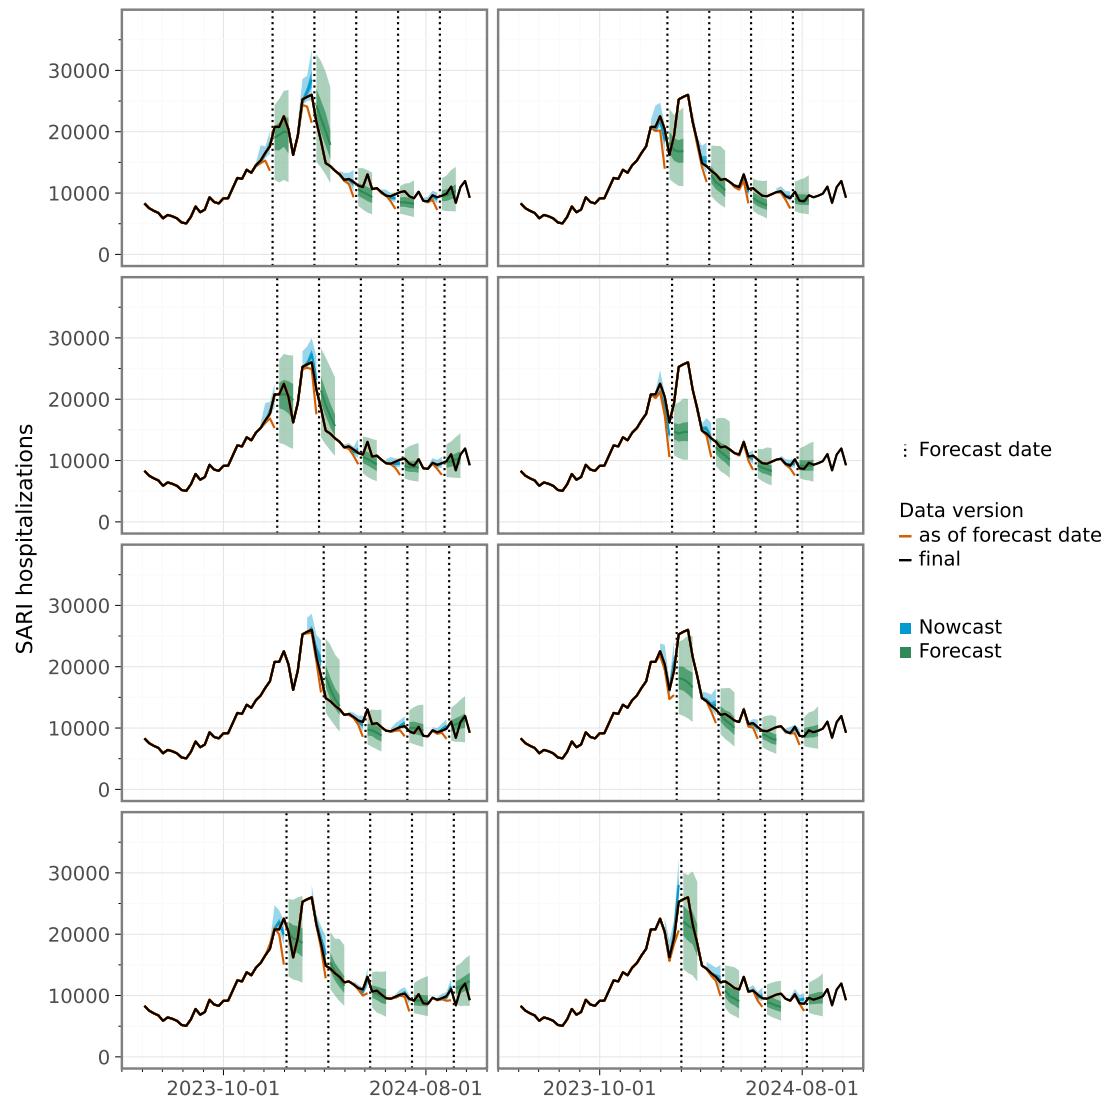 30000
20000
10000
0
30000
20000
10000
0
30000
20000
10000
0
30000
20000
10000
0
SARI hospitalizations
2023-10-01
2024-08-01
2023-10-01
2024-08-01
Forecast date
Data version
as of forecast date
final
Nowcast
Forecast